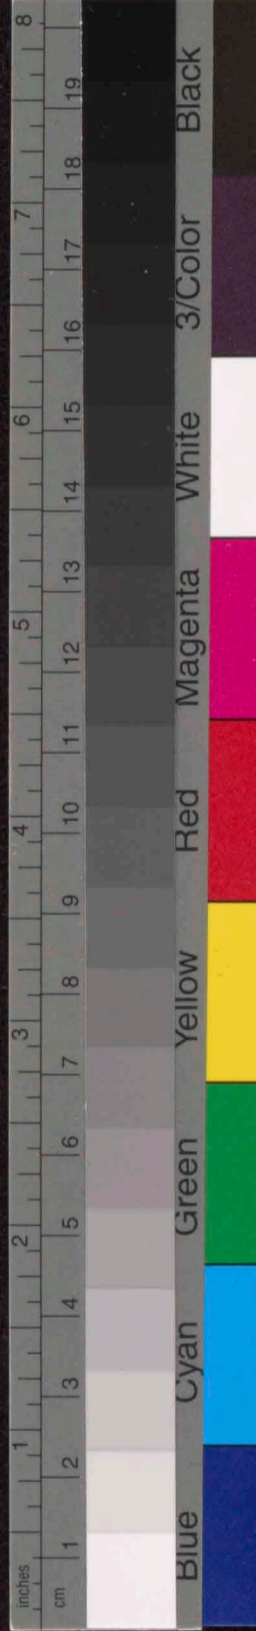 inches 1 2 3 4 5 6 7 8
cm 1 2 3 4 5 6 7 8 9 10 11 12 13 14 15 16 17 18 19
Blue Cyan Green Yellow Red Magenta White 3/Color Black